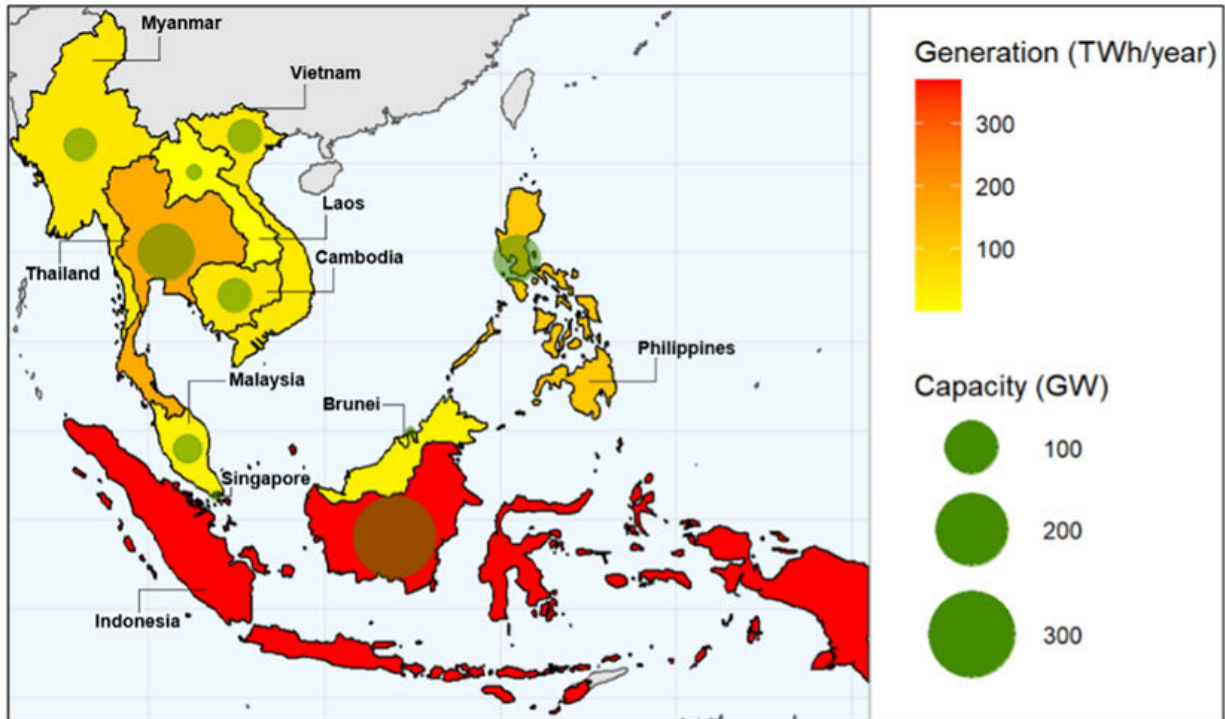 Myanmar
Vietnam
Laos
Cambodia
Thailand
Philippines
Malaysia
Brunei
Singapore
Indonesia
Generation (TWh/year)
300
200
100
Capacity (GW)
100
200
300